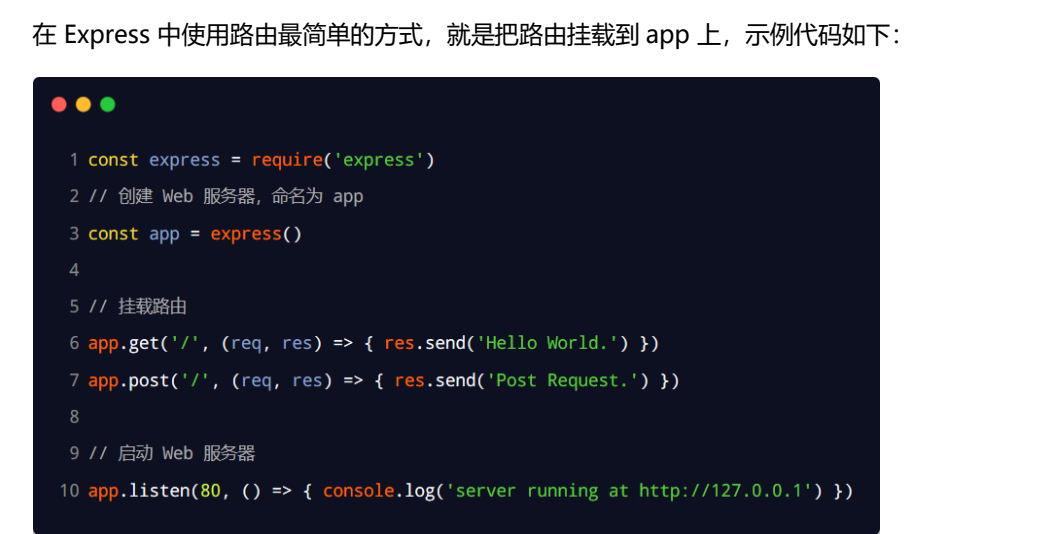 在 Express 中使用路由最简单的方式，就是把路由挂载到 app 上，示例代码如下：
1 const express = require('express')
2 // 创建 Web 服务器，命名为 app
3 const app = express()
4
5 // 挂载路由
6 app.get('/', (req, res) => { res.send('Hello World.') })
7 app.post('/', (req, res) => { res.send('Post Request.') })
8
9 // 启动 Web 服务器
10 app.listen(80, () => { console.log('server running at http://127.0.0.1') })